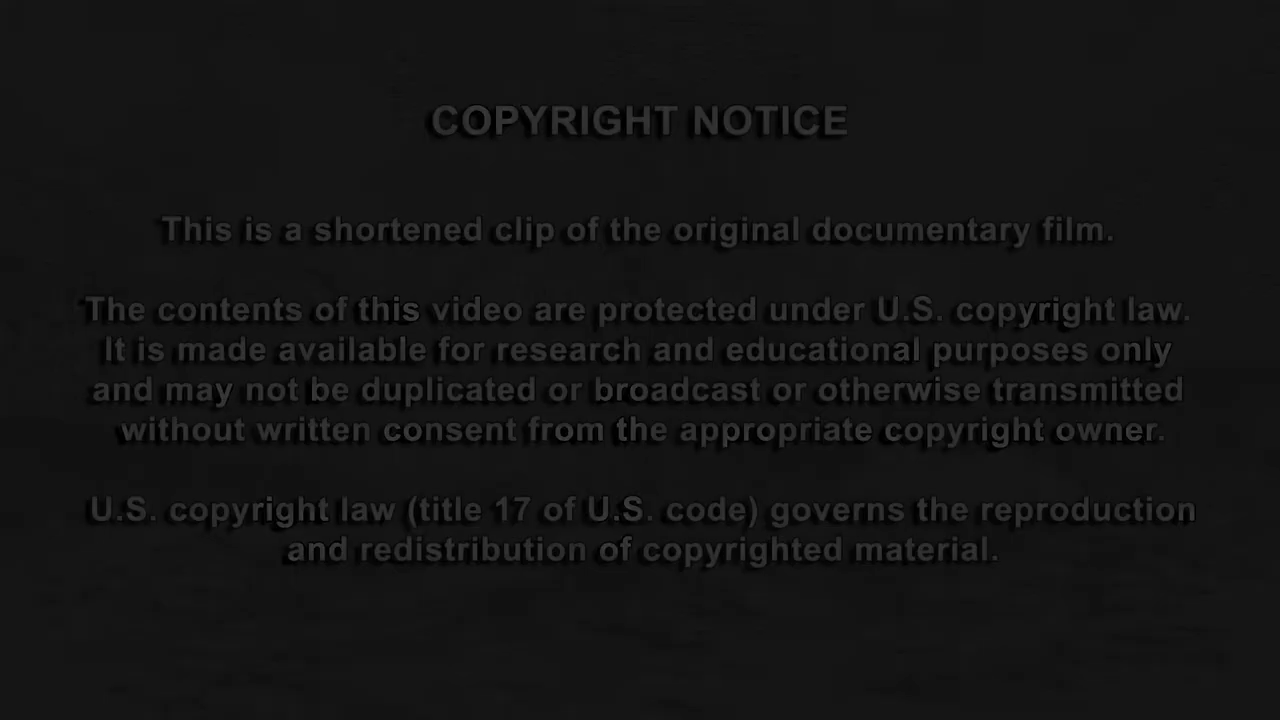 COPYRIGHT NOTICE
This is a shortened clip of the original documentary film.
The contents of this video are protected under U.S. copyright law.
It is made available for research and educational purposes only
and may not be duplicated or broadcast or otherwise transmitted
without written consent from the appropriate copyright owner.
U.S. copyright law (title 17 of U.S. code) governs the reproduction
and redistribution of copyrighted material.